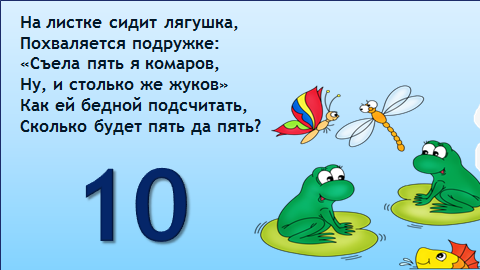 На листке сидит лягушка,
Похваляется подружке:
«Съела пять я комаров,
Ну, и столько же жуков»
Как ей бедной подсчитать,
Сколько будет пять да пять?
10